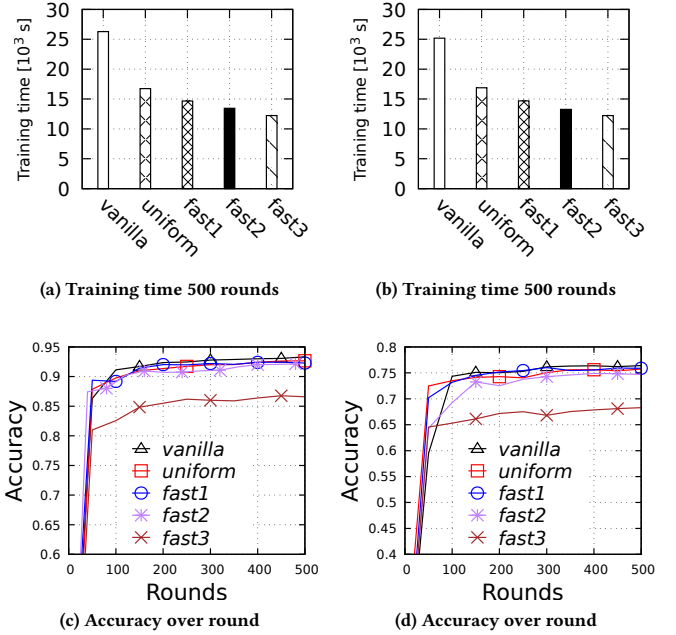 Training time [10³ s]
30
25
20
15
10
5
0
vanilla
uniform
fast1
fast2
fast3
(a) Training time 500 rounds
Training time [10³ s]
30
25
20
15
10
5
0
vanilla
uniform
fast1
fast2
fast3
(b) Training time 500 rounds
Accuracy
0.95
0.9
0.85
0.8
0.75
0.7
0.65
0.6
vanilla
uniform
fast1
fast2
fast3
0 100 200 300 400 500
Rounds
(c) Accuracy over round
Accuracy
0.8
0.75
0.7
0.65
0.6
0.55
0.5
0.45
0.4
vanilla
uniform
fast1
fast2
fast3
0 100 200 300 400 500
Rounds
(d) Accuracy over round